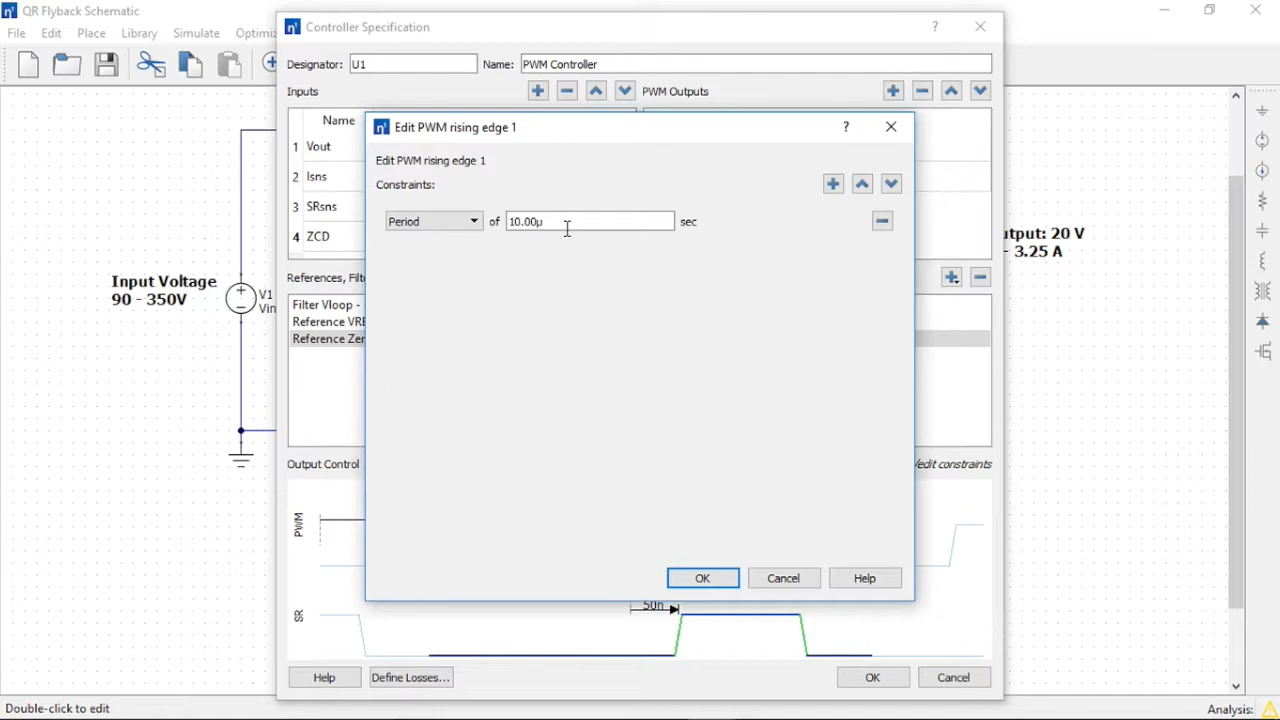 QR Flyback Schematic
File Edit Place Library Simulate Optimi
Controller Specification
Designator: U1 Name: PWM Controller
Inputs
PWM Outputs
Name
1 Vout
2 Isns
3 SRsns
4 ZCD
Edit PWM rising edge 1
Edit PWM rising edge 1
Constraints:
Period of 10.00µ sec
OK Cancel Help
Input Voltage
90 - 350V
V1
Vin
utput: 20 V
- 3.25 A
References, Filt
Filter Vloop -
Reference VRE
Reference Zer
Output Control
/edit constraints
PWM
SR
50n
Help Define Losses... OK Cancel
Double-click to edit
Analysis: